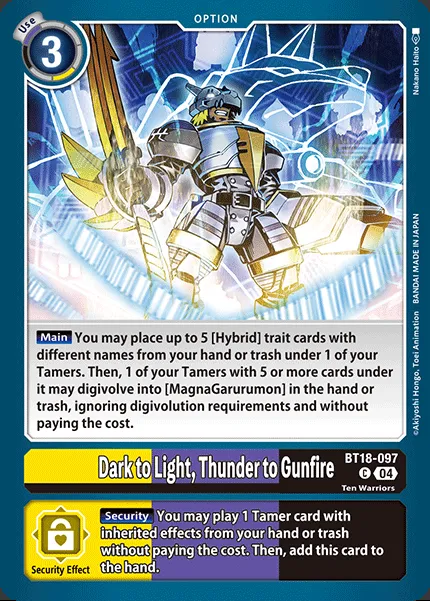 OPTION
Use
3
Nakano Haito
[Main] You may place up to 5 [Hybrid] trait cards with
different names from your hand or trash under 1 of your
Tamers. Then, 1 of your Tamers with 5 or more cards under
it may digivolve into [MagnaGarurumon] in the hand or
trash, ignoring digivolution requirements and without
paying the cost.
©Akiyoshi Hongo, Toei Animation BANDAI MADE IN JAPAN
Dark to Light, Thunder to Gunfire
BT18-097
C 04
Ten Warriors
[Security] You may play 1 Tamer card with
inherited effects from your hand or trash
without paying the cost. Then, add this card to
the hand.
Security Effect